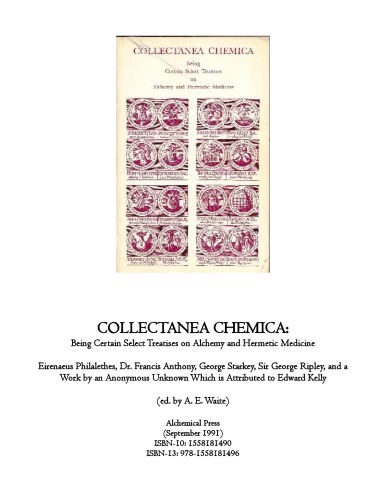 COLLECTANEA CHEMICA
Being
Certain Select Treatises
on
Alchemy and Hermetic Medicine
COLLECTANEA CHEMICA:
Being Certain Select Treatises on Alchemy and Hermetic Medicine
Eirenaeus Philalethes, Dr. Francis Anthony, George Starkey, Sir George Ripley, and a
Work by an Anonymous Unknown Which is Attributed to Edward Kelly
(ed. by A. E. Waite)
Alchemical Press
(September 1991)
ISBN-10: 1558181490
ISBN-13: 978-1558181496